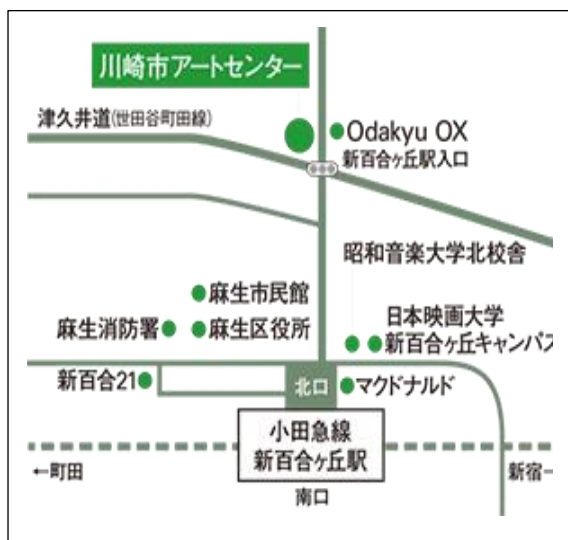 川崎市アートセンター
津久井道(世田谷町田線)
Odakyu OX
新百合ヶ丘駅入口
昭和音楽大学北校舎
麻生市民館
麻生消防署
麻生区役所
日本映画大学
新百合ヶ丘キャンパス
新百合21
北口
マクドナルド
小田急線
新百合ヶ丘駅
←町田
新宿
南口